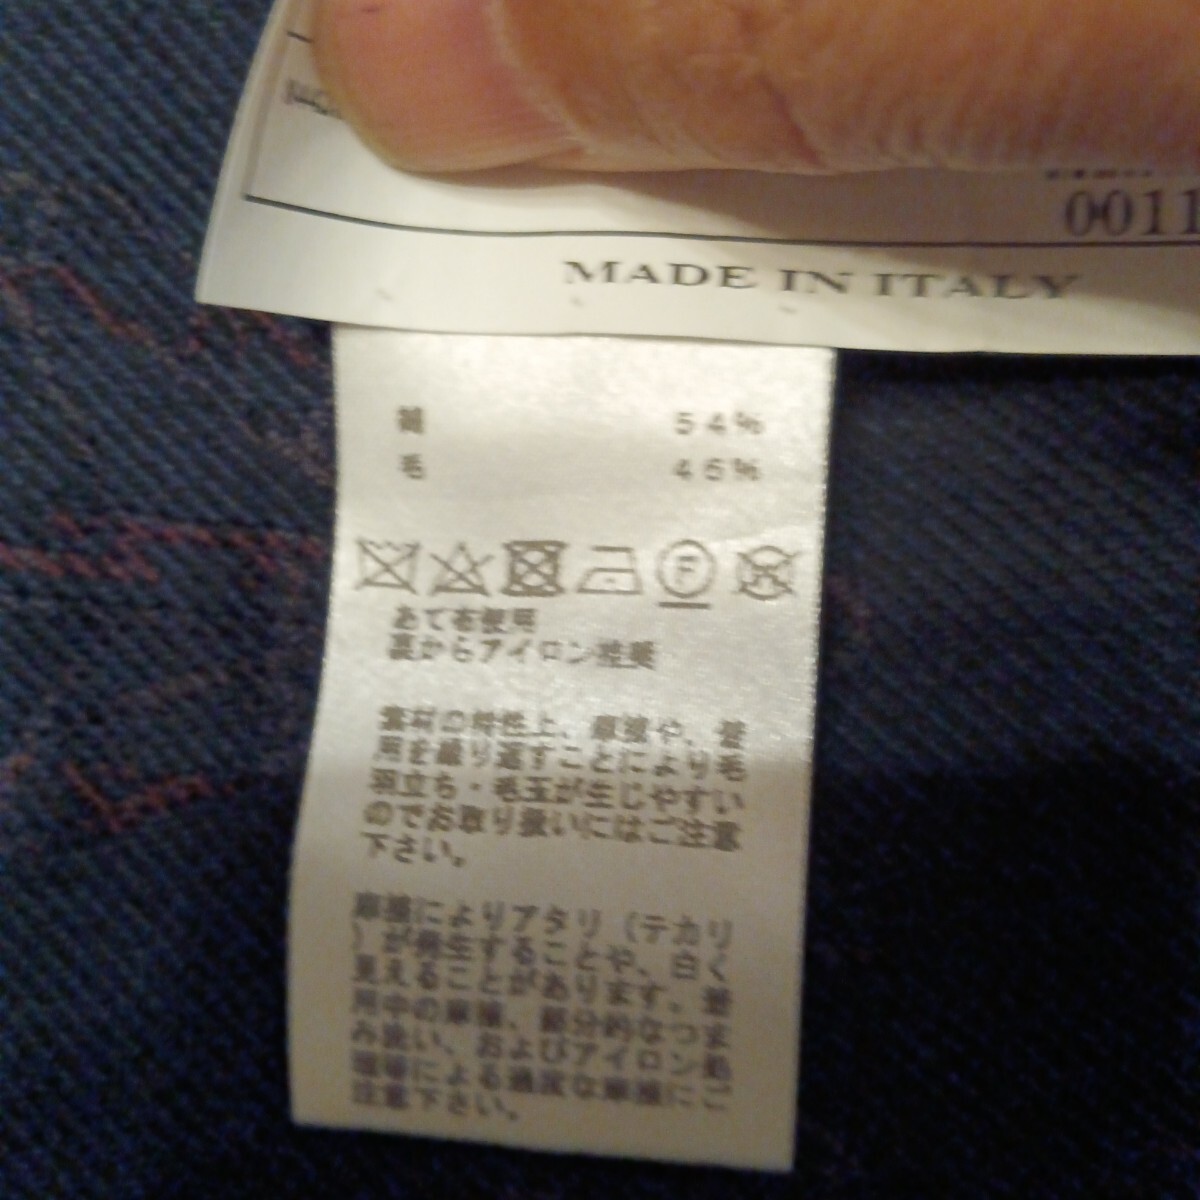 0011
MADE IN ITALY
綿 54%
毛 46%
F
W
あて布使用
裏からアイロン推奨
素材の特性上、摩擦や、着
用を繰り返すことにより毛
羽立ち・毛玉が生じやすい
のでお取り扱いにはご注意
下さい。
摩擦によりアタリ（テカリ
）が発生することや、白く
見えることがあります。着
用中の摩擦、部分的なつま
み洗い、およびアイロン処
理等による過度な摩擦にご
注意下さい。